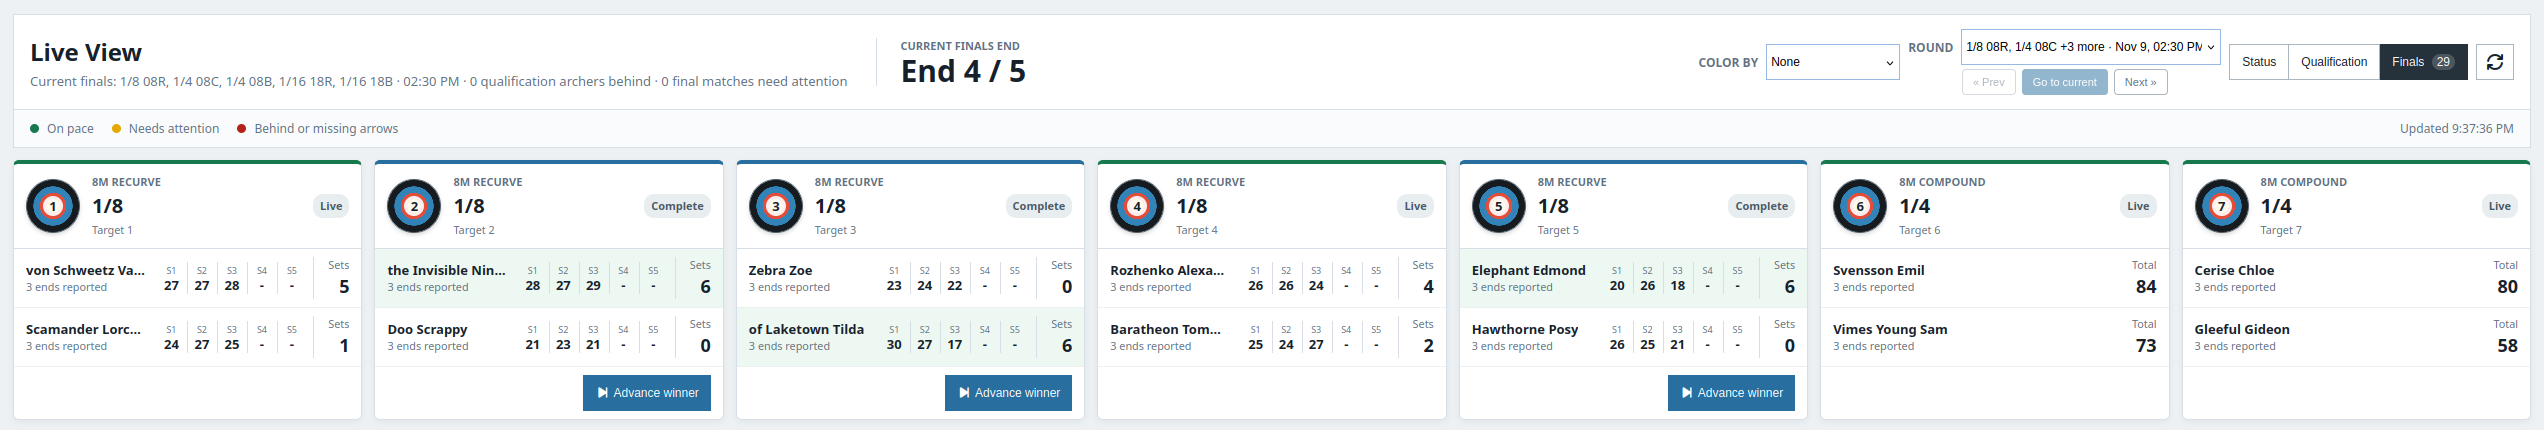 Live View
Current finals: 1/8 08R, 1/4 08C, 1/4 08B, 1/16 18R, 1/16 18B · 02:30 PM · 0 qualification archers behind · 0 final matches need attention
CURRENT FINALS END
End 4 / 5
COLOR BY
None
ROUND
1/8 08R, 1/4 08C +3 more · Nov 9, 02:30 PM
« Prev
Go to current
Next »
Status
Qualification
Finals 29
On pace
Needs attention
Behind or missing arrows
Updated 9:37:36 PM
1
8M RECURVE
1/8
Target 1
Live
von Schweetz Va...
3 ends reported
S1 S2 S3 S4 S5 Sets
27 27 28 - - 5
Scamander Lorc...
3 ends reported
S1 S2 S3 S4 S5 Sets
24 27 25 - - 1
2
8M RECURVE
1/8
Target 2
Complete
the Invisible Nin...
3 ends reported
S1 S2 S3 S4 S5 Sets
28 27 29 - - 6
Doo Scrappy
3 ends reported
S1 S2 S3 S4 S5 Sets
21 23 21 - - 0
Advance winner
3
8M RECURVE
1/8
Target 3
Complete
Zebra Zoe
3 ends reported
S1 S2 S3 S4 S5 Sets
23 24 22 - - 0
of Laketown Tilda
3 ends reported
S1 S2 S3 S4 S5 Sets
30 27 17 - - 6
Advance winner
4
8M RECURVE
1/8
Target 4
Live
Rozhenko Alexa...
3 ends reported
S1 S2 S3 S4 S5 Sets
26 26 24 - - 4
Baratheon Tom...
3 ends reported
S1 S2 S3 S4 S5 Sets
25 24 27 - - 2
5
8M RECURVE
1/8
Target 5
Complete
Elephant Edmond
3 ends reported
S1 S2 S3 S4 S5 Sets
20 26 18 - - 6
Hawthorne Posy
3 ends reported
S1 S2 S3 S4 S5 Sets
26 25 21 - - 0
Advance winner
6
8M COMPOUND
1/4
Target 6
Live
Svensson Emil
3 ends reported
Total
84
Vimes Young Sam
3 ends reported
Total
73
7
8M COMPOUND
1/4
Target 7
Live
Cerise Chloe
3 ends reported
Total
80
Gleeful Gideon
3 ends reported
Total
58